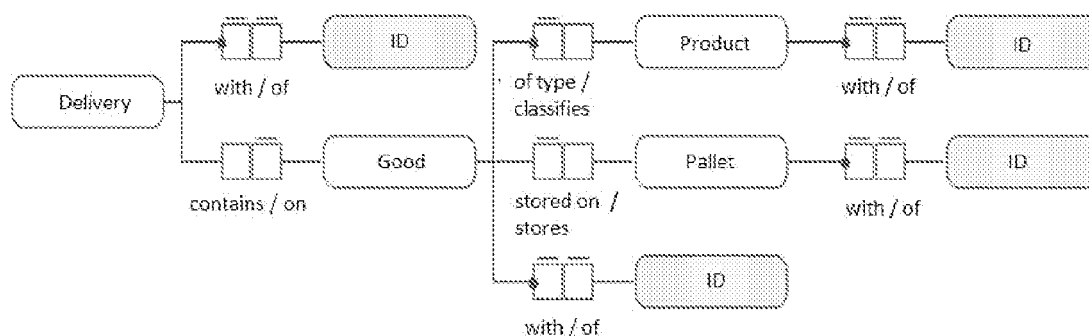 ID
Product
ID
with / of
of type /
classifies
with / of
Delivery
Good
Pallet
ID
contains / on
stored on /
stores
with / of
ID
with / of